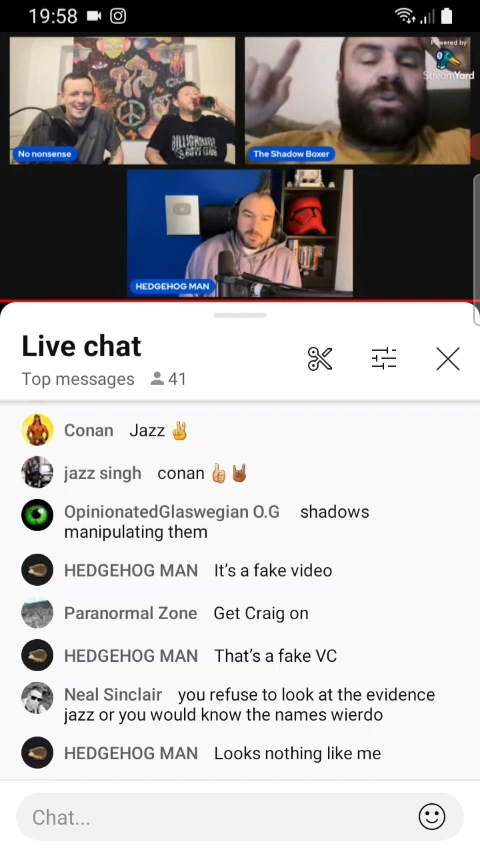 19:58
Powered by
StreamYard
BILLIONAIRE
BOYS CLUB
No nonsense
The Shadow Boxer
HEDGEHOG MAN
Live chat
Top messages 41
Conan Jazz ✌
jazz singh conan 👍🏼🤘🏽
OpinionatedGlaswegian O.G shadows
manipulating them
HEDGEHOG MAN It's a fake video
Paranormal Zone Get Craig on
HEDGEHOG MAN That's a fake VC
Neal Sinclair you refuse to look at the evidence
jazz or you would know the names wierdo
HEDGEHOG MAN Looks nothing like me
Chat...